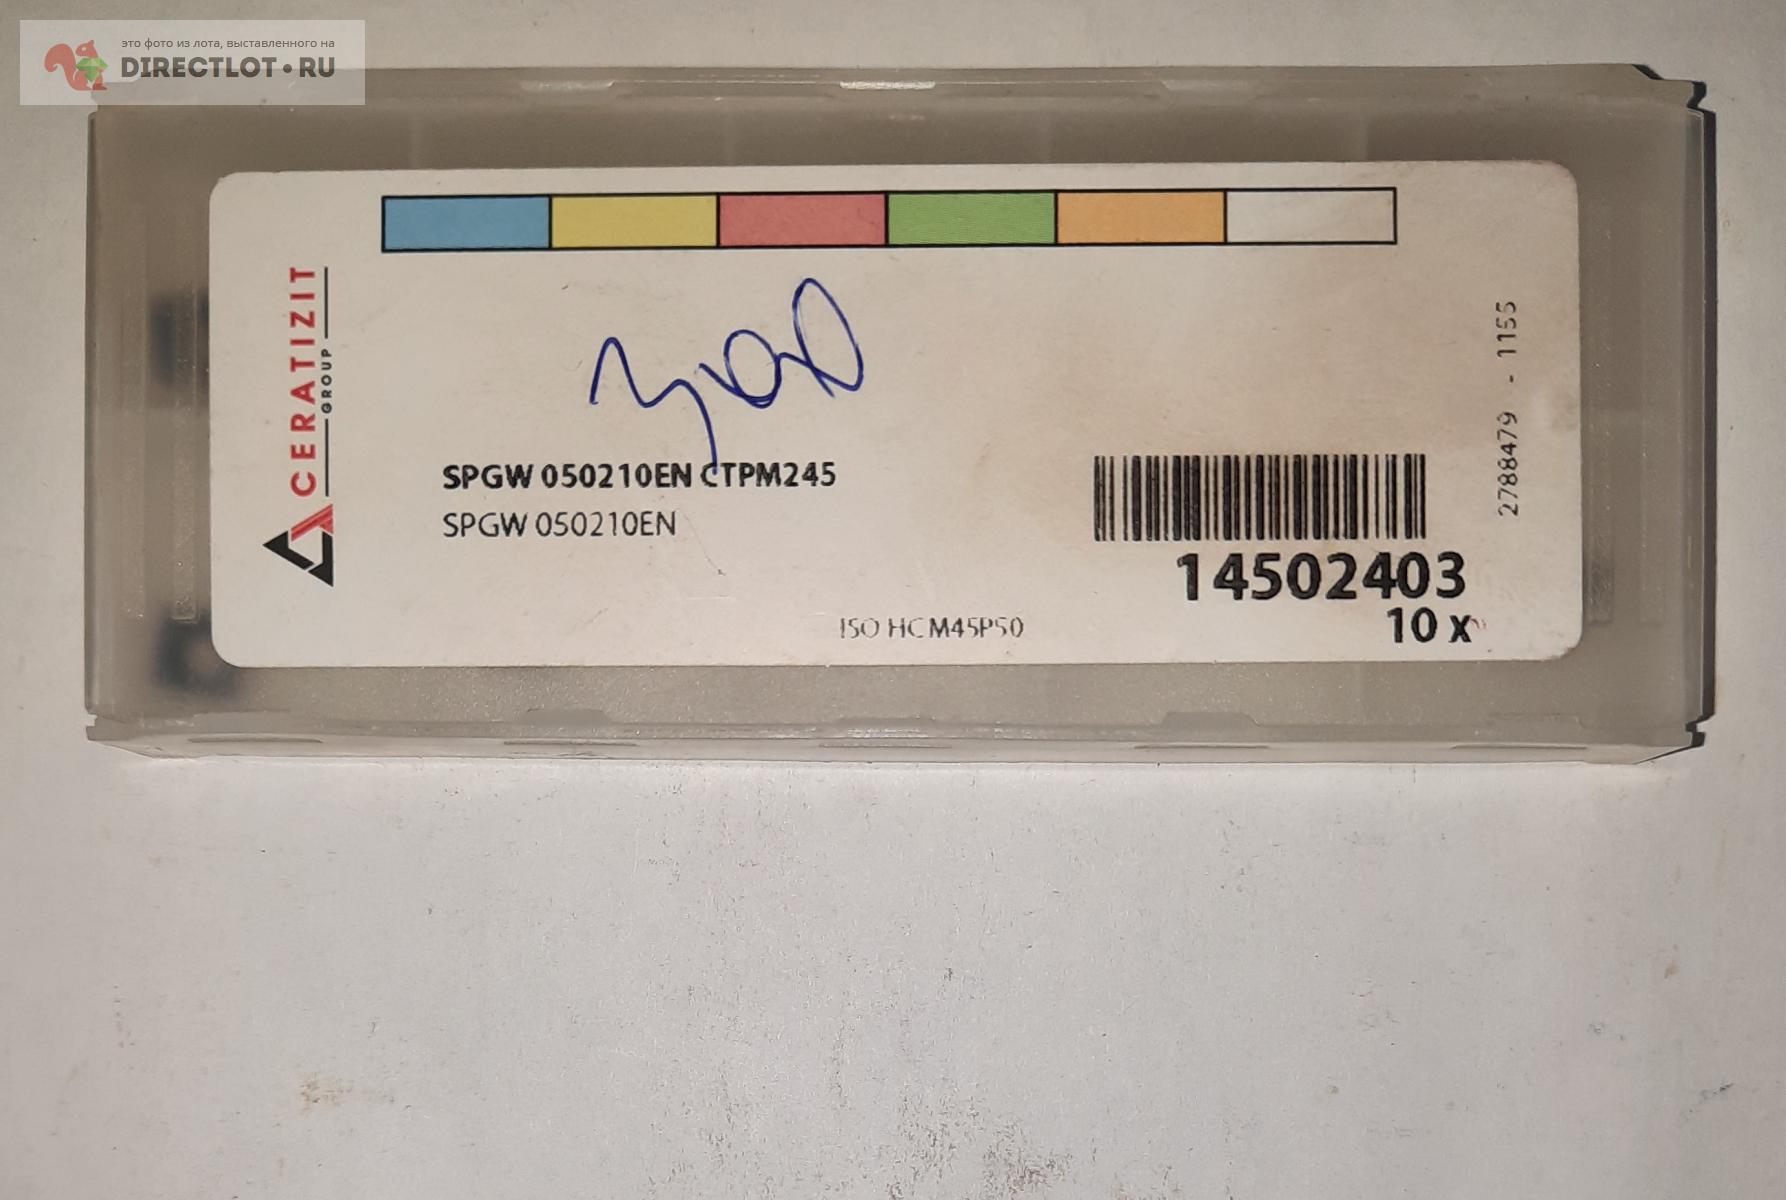 это фото из лота, выставленного на
DIRECTLOT•RU
CERATIZIT
GROUP
SPGW 050210EN CTPM245
SPGW 050210EN
14502403
10 x
ISO HC M45P50
2788479 - 1155